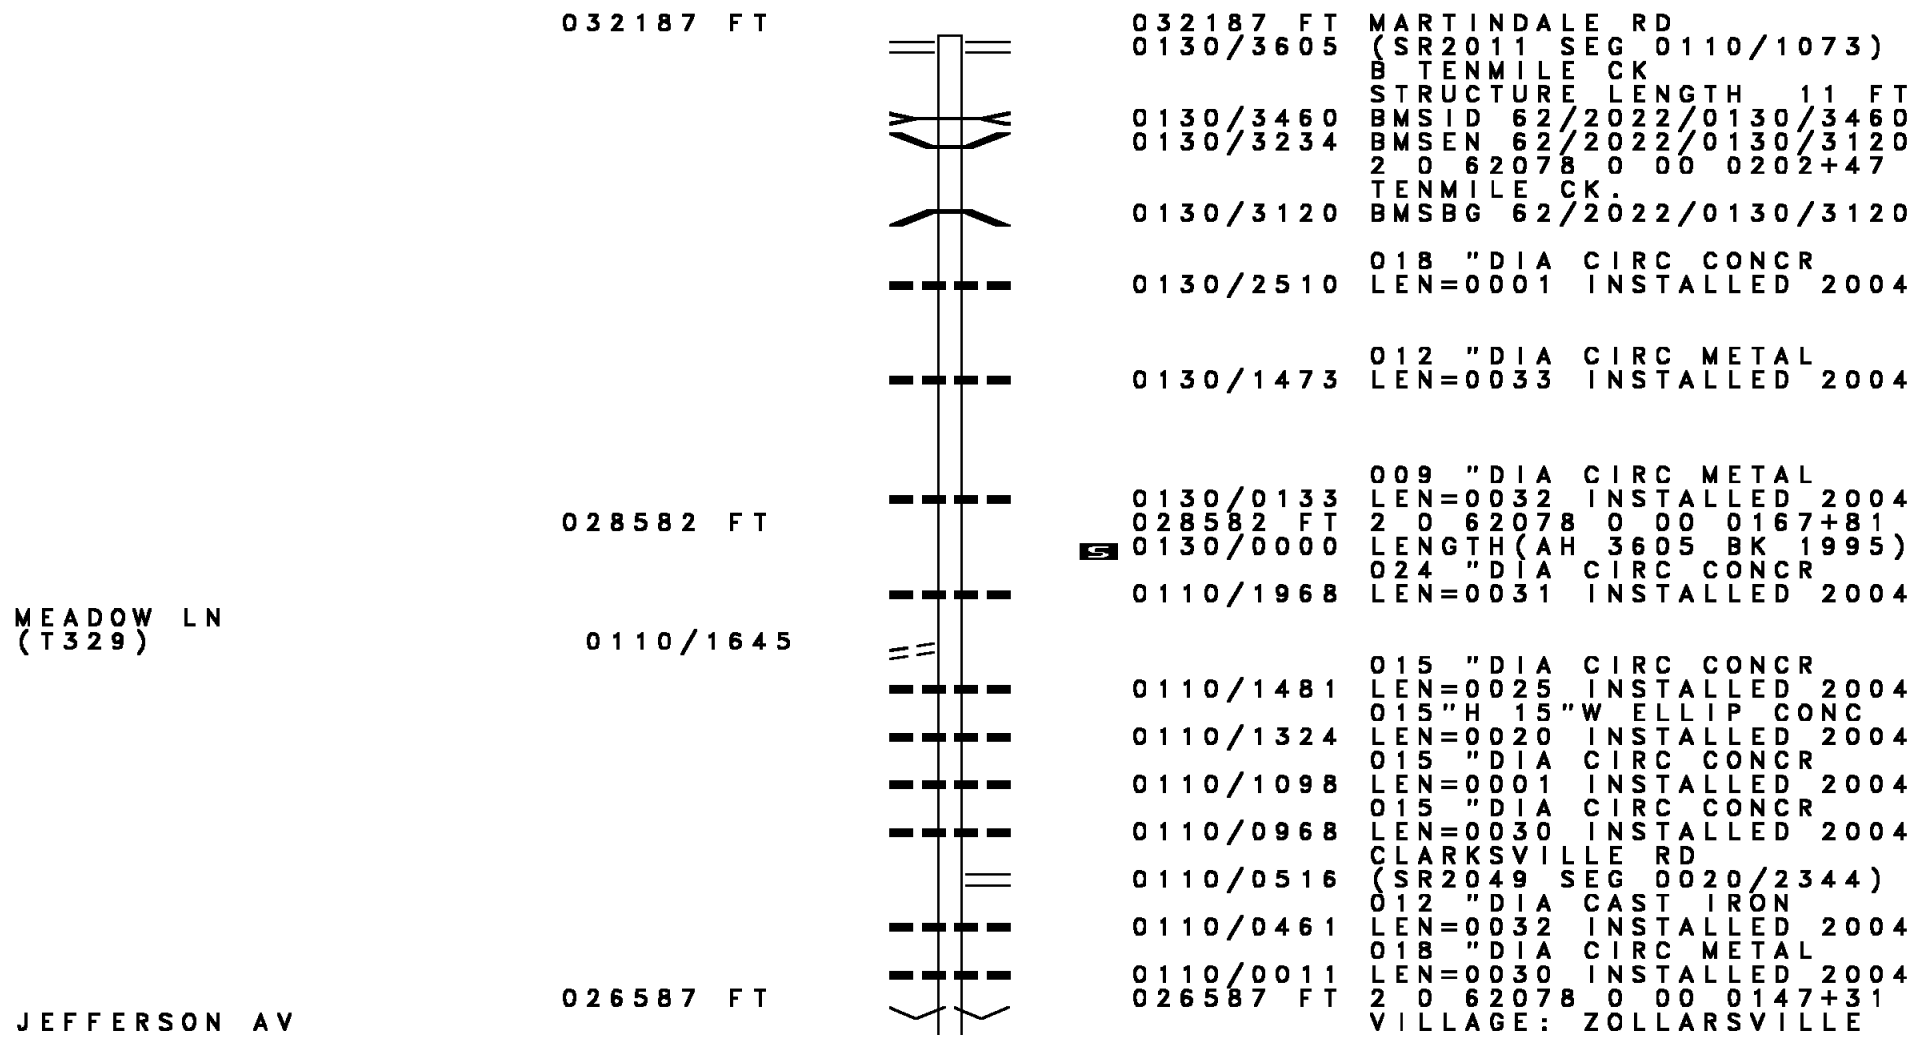 032187 FT 032187 FT MARTINDALE RD
0130/3605 (SR2011 SEG 0110/1073)
B TENMILE CK
STRUCTURE LENGTH 11 FT
0130/3460 BMSID 62/2022/0130/3460
0130/3234 BMSEN 62/2022/0130/3120
2 0 62078 0 00 0202+47
TENMILE CK.
0130/3120 BMSBG 62/2022/0130/3120
018 "DIA CIRC CONCR
0130/2510 LEN=0001 INSTALLED 2004
012 "DIA CIRC METAL
0130/1473 LEN=0033 INSTALLED 2004
009 "DIA CIRC METAL
0130/0133 LEN=0032 INSTALLED 2004
028582 FT 028582 FT 2 0 62078 0 00 0167+81
S 0130/0000 LENGTH(AH 3605 BK 1995)
024 "DIA CIRC CONCR
0110/1968 LEN=0031 INSTALLED 2004
MEADOW LN
(T329) 0110/1645
015 "DIA CIRC CONCR
0110/1481 LEN=0025 INSTALLED 2004
015"H 15"W ELLIP CONC
0110/1324 LEN=0020 INSTALLED 2004
015 "DIA CIRC CONCR
0110/1098 LEN=0001 INSTALLED 2004
015 "DIA CIRC CONCR
0110/0968 LEN=0030 INSTALLED 2004
CLARKSVILLE RD
0110/0516 (SR2049 SEG 0020/2344)
012 "DIA CAST IRON
0110/0461 LEN=0032 INSTALLED 2004
018 "DIA CIRC METAL
0110/0011 LEN=0030 INSTALLED 2004
026587 FT 026587 FT 2 0 62078 0 00 0147+31
JEFFERSON AV VILLAGE: ZOLLARSVILLE